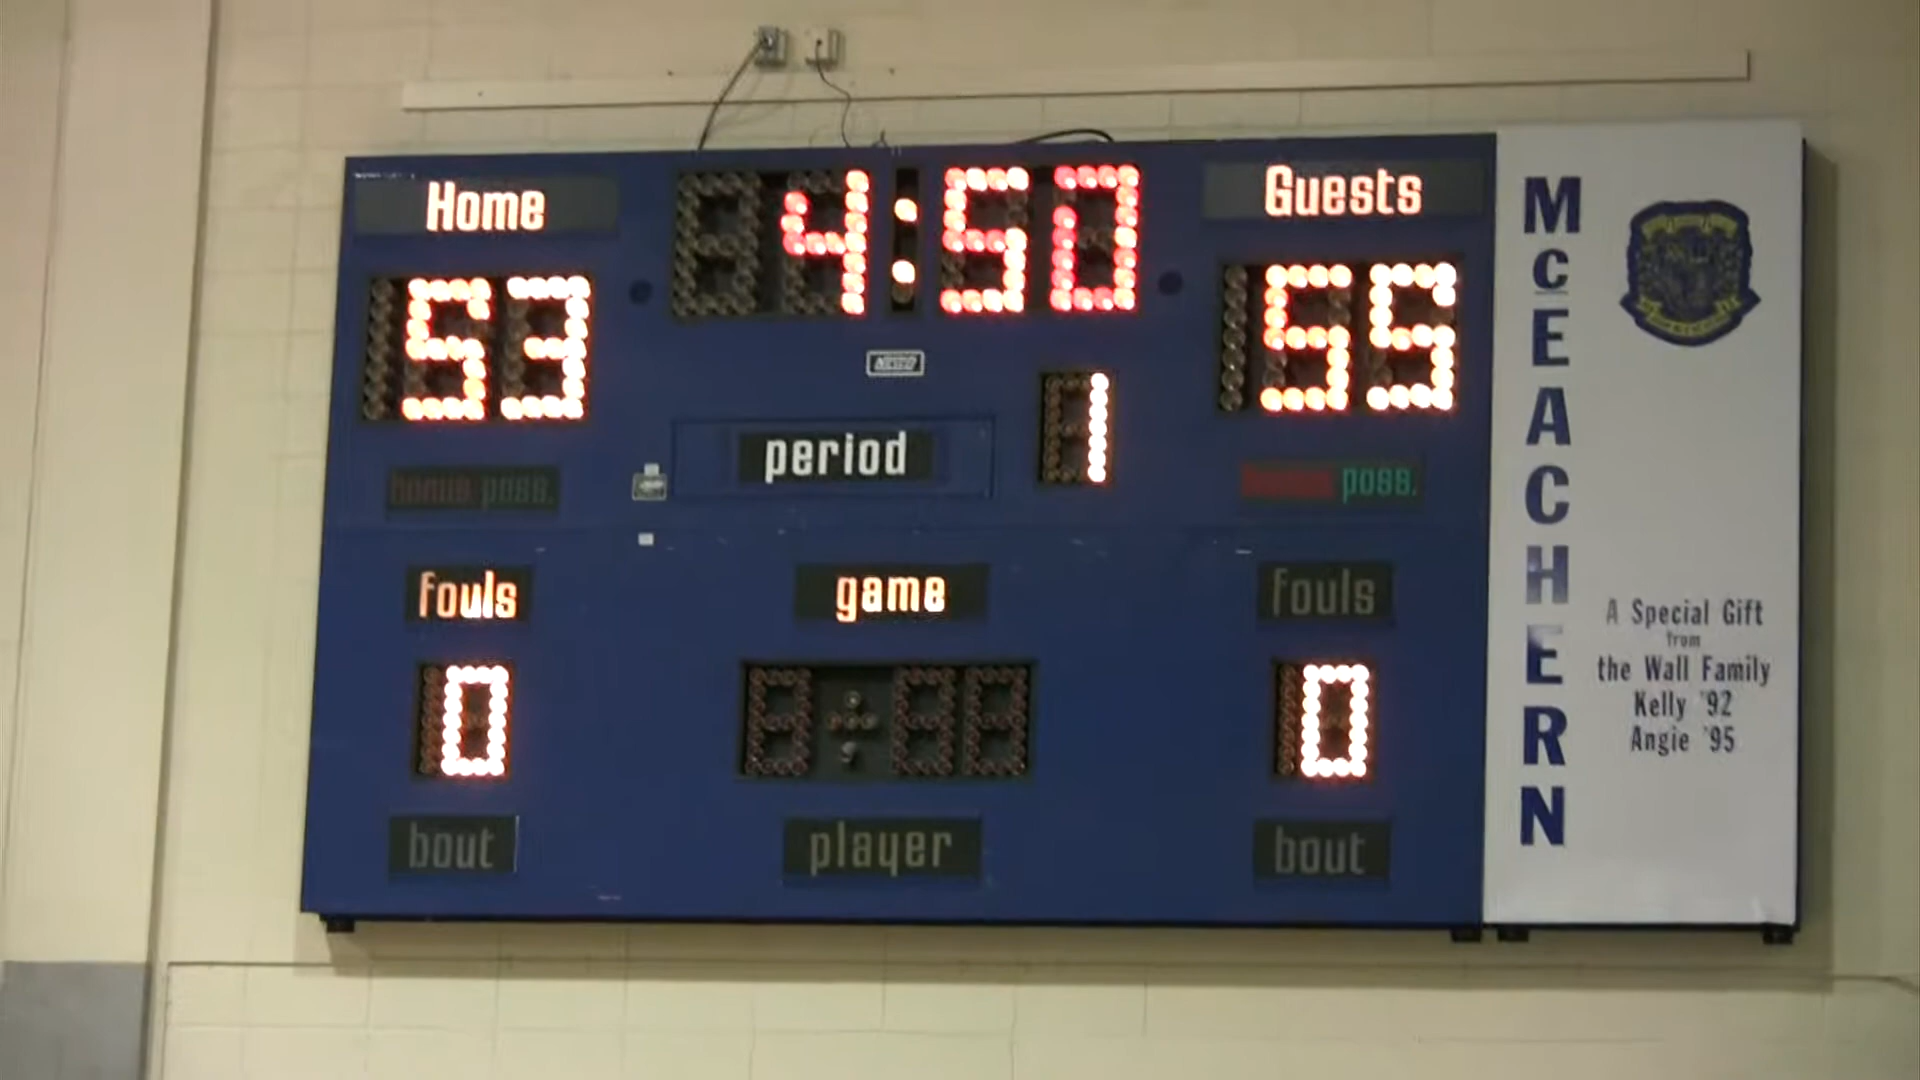 Home
4:50
Guests
53
55
period
1
poss.
poss.
fouls
game
fouls
0
0
bout
player
bout
McEACHERN
A Special Gift
from
the Wall Family
Kelly '92
Angie '95